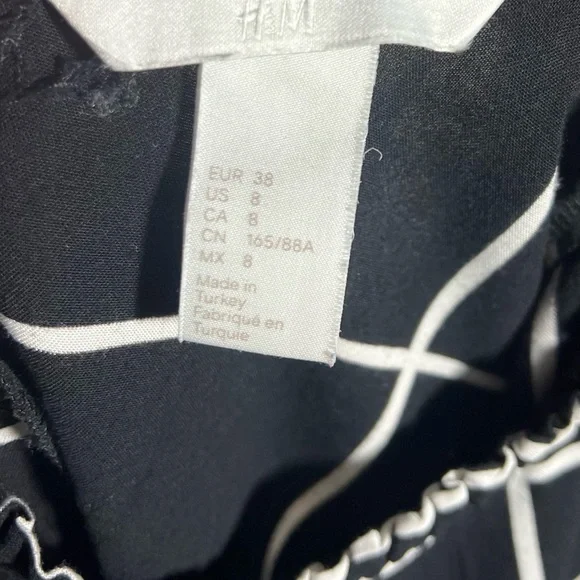 H&M
EUR 38
US 8
CA 8
CN 165/88A
MX 8
Made in
Turkey
Fabriqué en
Turquie